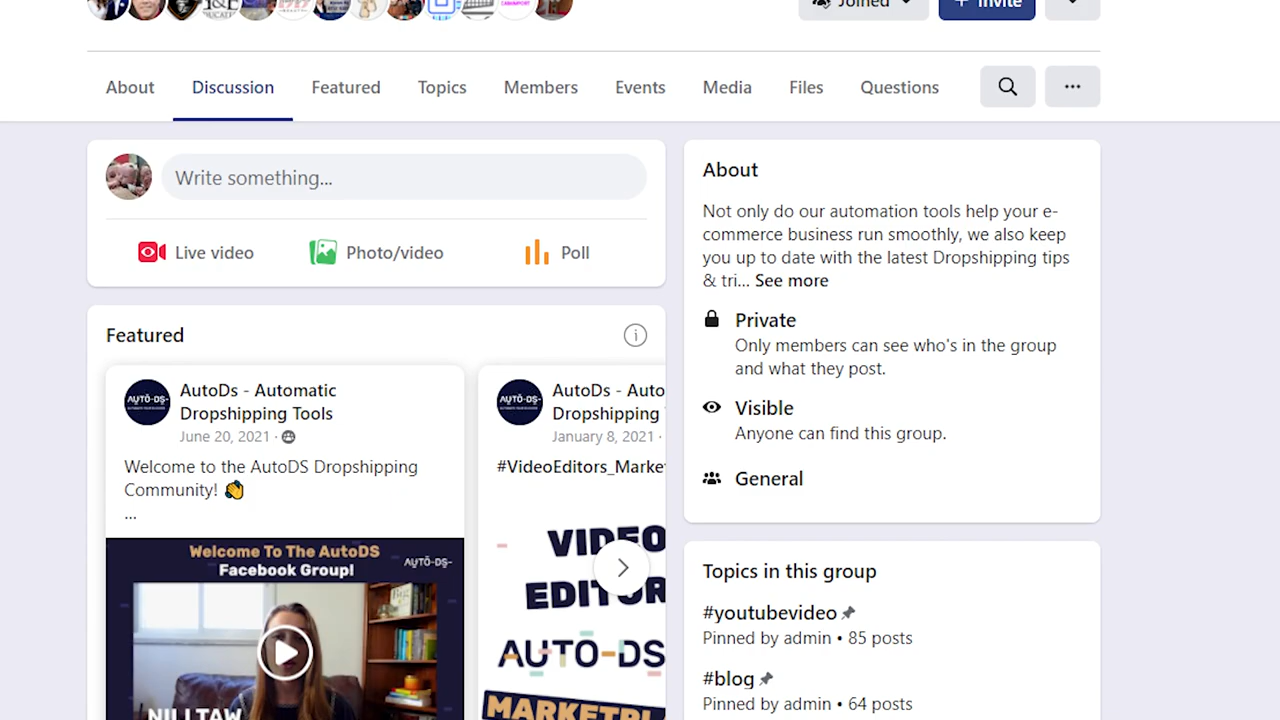 Joined
+ Invite
About
Discussion
Featured
Topics
Members
Events
Media
Files
Questions
Write something...
Live video
Photo/video
Poll
Featured
AutoDs - Automatic
Dropshipping Tools
June 20, 2021 ·
Welcome to the AutoDS Dropshipping
Community! 👏
...
Welcome To The AutoDS
Facebook Group!
AUTO-DS-
AutoDs - Auto
Dropshipping
January 8, 2021 ·
#VideoEditors_Marke
VIDEO
EDITOR
AUTO-DS
MARKETPL
About
Not only do our automation tools help your e-
commerce business run smoothly, we also keep
you up to date with the latest Dropshipping tips
& tri... See more
Private
Only members can see who's in the group
and what they post.
Visible
Anyone can find this group.
General
Topics in this group
#youtubevideo
Pinned by admin • 85 posts
#blog
Pinned by admin • 64 posts